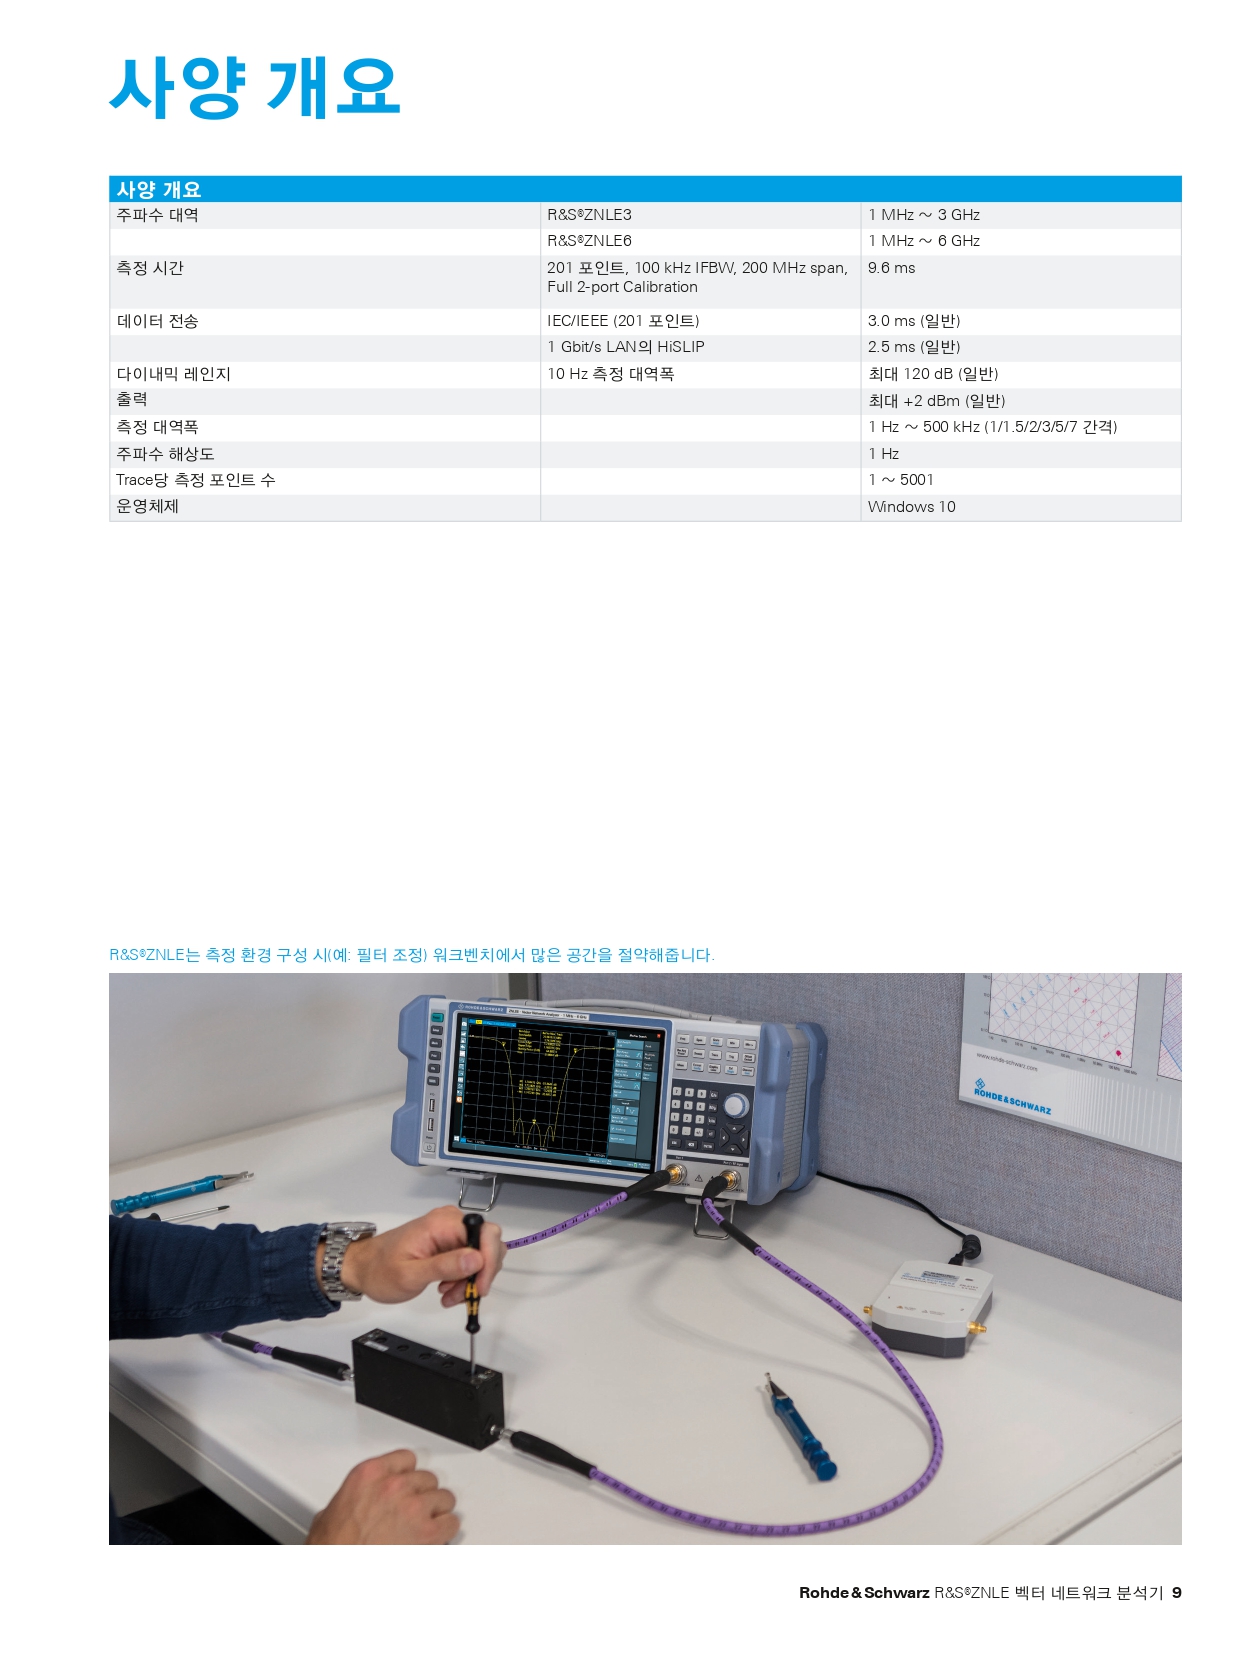 사양 개요
사양 개요
주파수 대역 R&S®ZNLE3 1 MHz ～ 3 GHz
R&S®ZNLE6 1 MHz ～ 6 GHz
측정 시간 201 포인트, 100 kHz IFBW, 200 MHz span, 9.6 ms
Full 2-port Calibration
데이터 전송 IEC/IEEE (201 포인트) 3.0 ms (일반)
1 Gbit/s LAN의 HiSLIP 2.5 ms (일반)
다이내믹 레인지 10 Hz 측정 대역폭 최대 120 dB (일반)
출력 최대 +2 dBm (일반)
측정 대역폭 1 Hz ～ 500 kHz (1/1.5/2/3/5/7 간격)
주파수 해상도 1 Hz
Trace당 측정 포인트 수 1 ～ 5001
운영체제 Windows 10
R&S®ZNLE는 측정 환경 구성 시(예: 필터 조정) 워크벤치에서 많은 공간을 절약해줍니다.
ROHDE&SCHWARZ
www.rohde-schwarz.com
ROHDE&SCHWARZ
Rohde & Schwarz R&S®ZNLE 벡터 네트워크 분석기 9